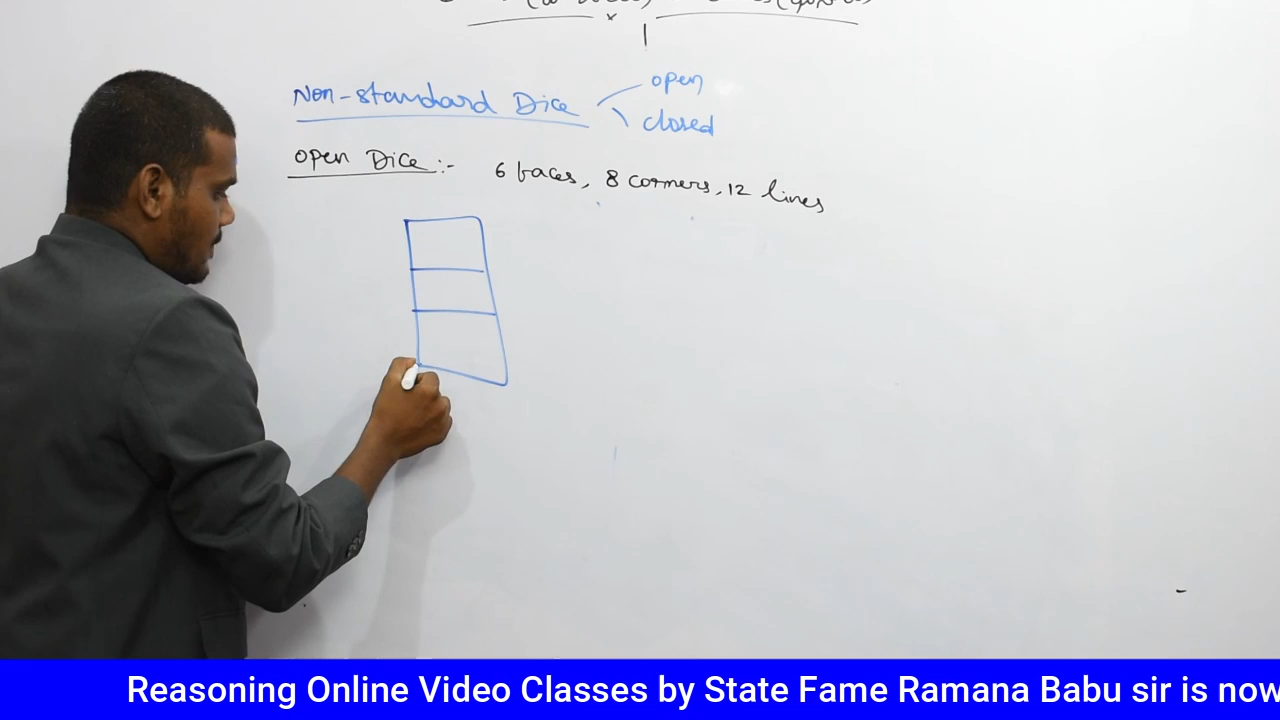 Non-standard Dice
open
closed
open Dice:- 6 faces, 8 corners, 12 lines
Reasoning Online Video Classes by State Fame Ramana Babu sir is now